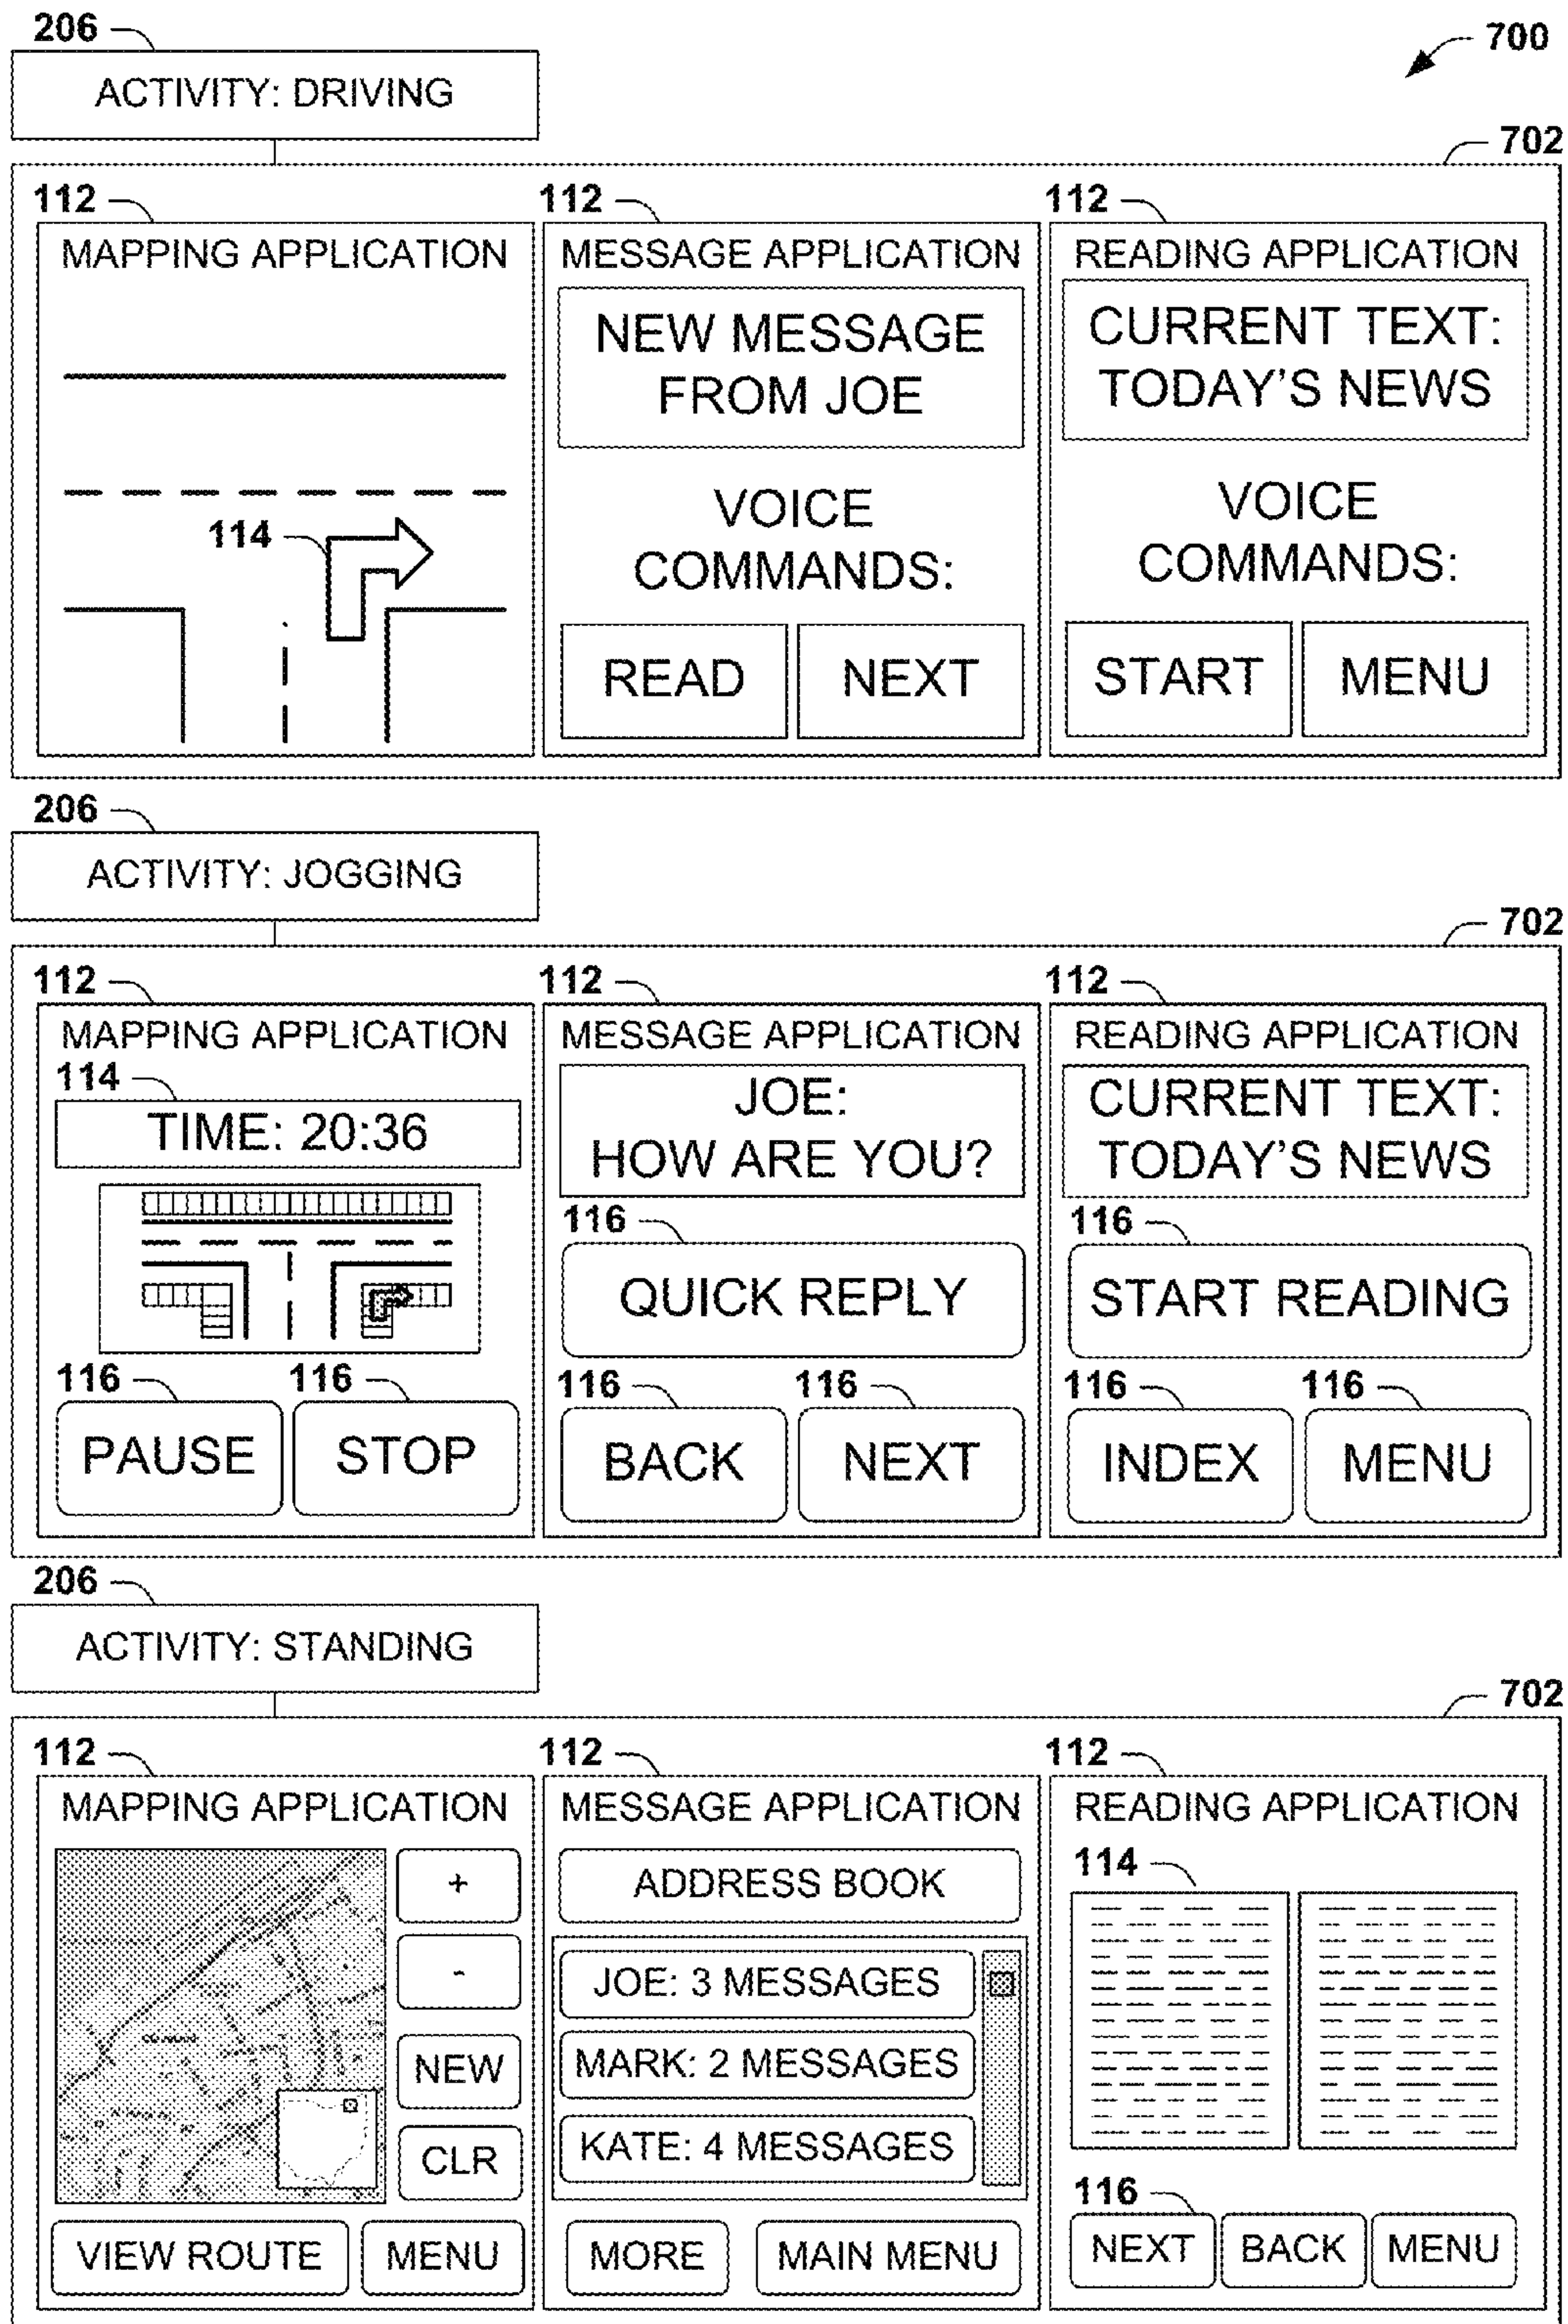 206
700
ACTIVITY: DRIVING
702
112
112
112
MAPPING APPLICATION
MESSAGE APPLICATION
READING APPLICATION
NEW MESSAGE
FROM JOE
CURRENT TEXT:
TODAY'S NEWS
114
VOICE
COMMANDS:
VOICE
COMMANDS:
READ
NEXT
START
MENU
206
ACTIVITY: JOGGING
702
112
112
112
MAPPING APPLICATION
MESSAGE APPLICATION
READING APPLICATION
114
TIME: 20:36
JOE:
HOW ARE YOU?
CURRENT TEXT:
TODAY'S NEWS
116
116
QUICK REPLY
START READING
116
116
116
116
116
116
PAUSE
STOP
BACK
NEXT
INDEX
MENU
206
ACTIVITY: STANDING
702
112
112
112
MAPPING APPLICATION
MESSAGE APPLICATION
READING APPLICATION
+
-
NEW
CLR
VIEW ROUTE
MENU
ADDRESS BOOK
JOE: 3 MESSAGES
MARK: 2 MESSAGES
KATE: 4 MESSAGES
MORE
MAIN MENU
114
116
NEXT
BACK
MENU